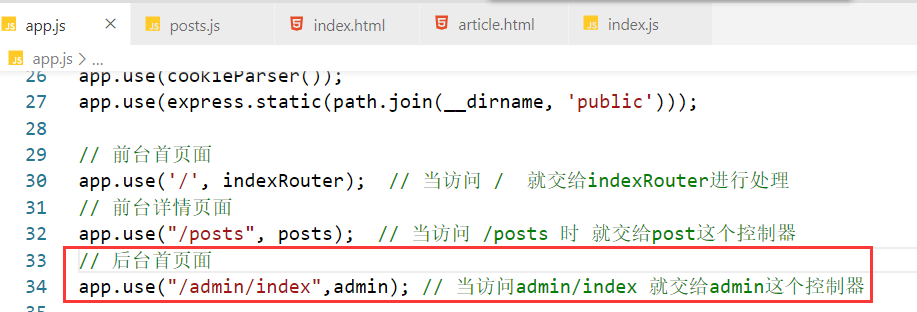 app.js
posts.js
index.html
article.html
index.js
app.js > ...
26 app.use(cookieParser());
27 app.use(express.static(path.join(__dirname, 'public')));
28
29 // 前台首页面
30 app.use('/', indexRouter);  // 当访问 /  就交给indexRouter进行处理
31 // 前台详情页面
32 app.use("/posts", posts);  // 当访问 /posts 时 就交给post这个控制器
33 // 后台首页面
34 app.use("/admin/index",admin); // 当访问admin/index 就交给admin这个控制器
35